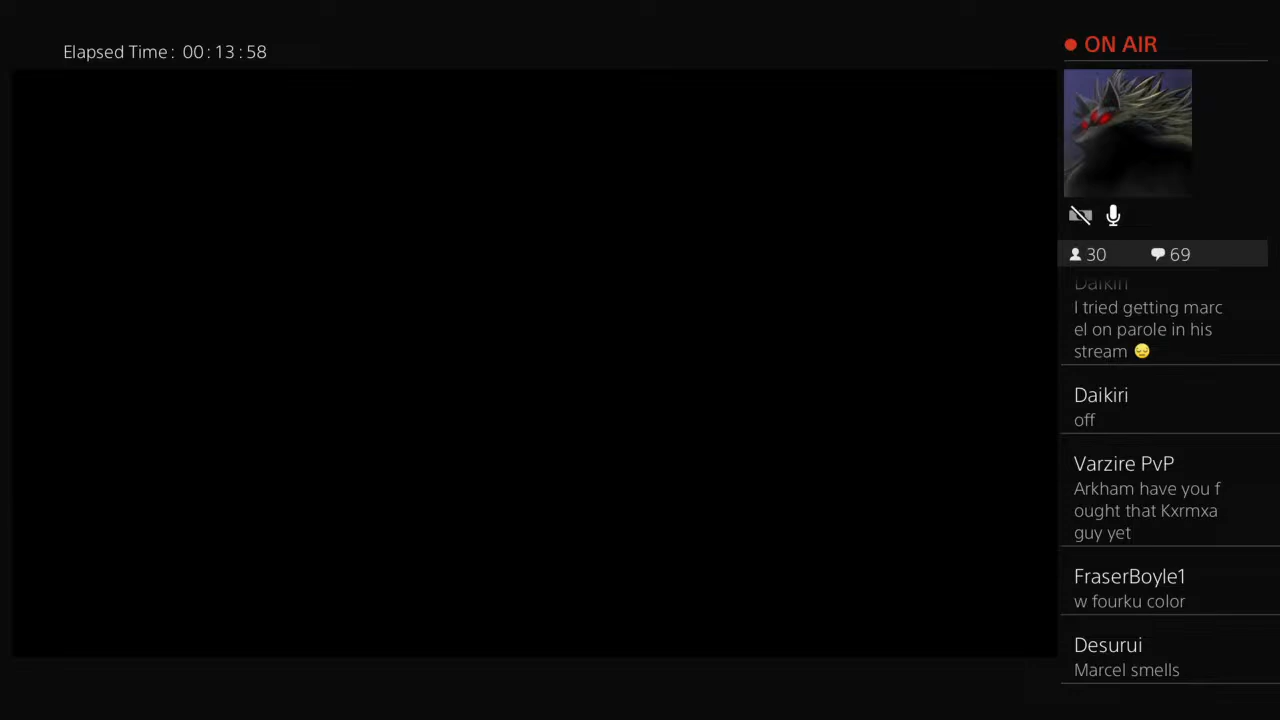 Elapsed Time: 00:13:58
ON AIR
30 69
Daikiri
I tried getting marc
el on parole in his
stream 😔
Daikiri
off
Varzire PvP
Arkham have you f
ought that Kxrmxa
guy yet
FraserBoyle1
w fourku color
Desurui
Marcel smells